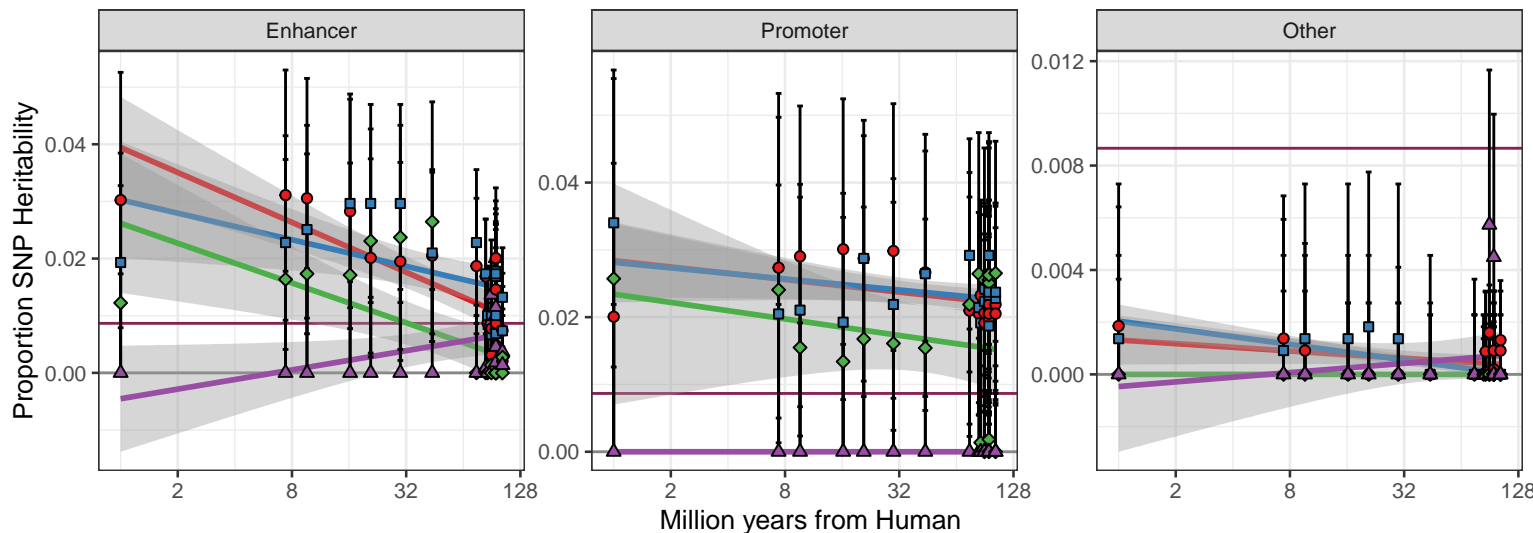 Enhancer
Promoter
Other
Proportion SNP Heritability
0.04
0.02
0.00
0.04
0.02
0.00
0.012
0.008
0.004
0.000
2 8 32 128
2 8 32 128
2 8 32 128
Million years from Human